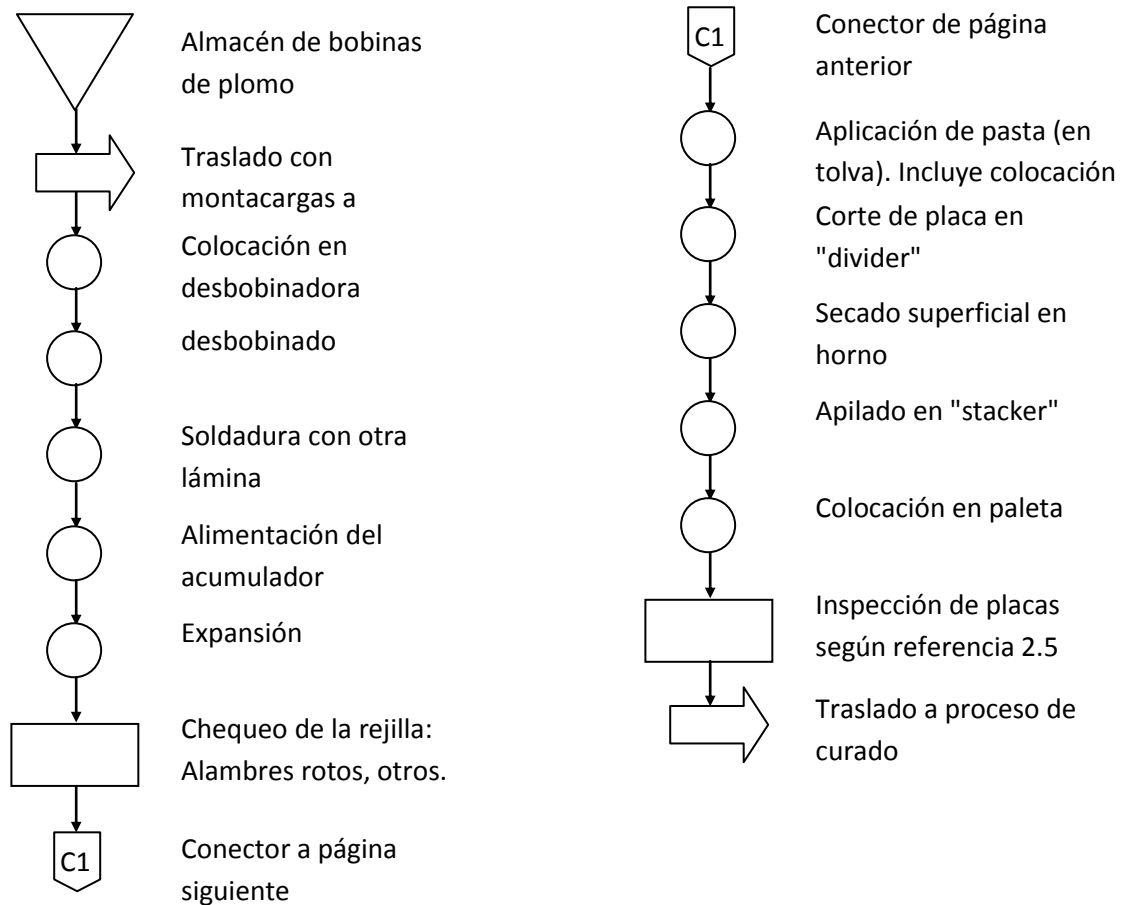 Almacén de bobinas
de plomo
Traslado con
montacargas a
Colocación en
desbobinadora
desbobinado
Soldadura con otra
lámina
Alimentación del
acumulador
Expansión
Chequeo de la rejilla:
Alambres rotos, otros.
C1
Conector a página
siguiente
C1
Conector de página
anterior
Aplicación de pasta (en
tolva). Incluye colocación
Corte de placa en
"divider"
Secado superficial en
horno
Apilado en "stacker"
Colocación en paleta
Inspección de placas
según referencia 2.5
Traslado a proceso de
curado